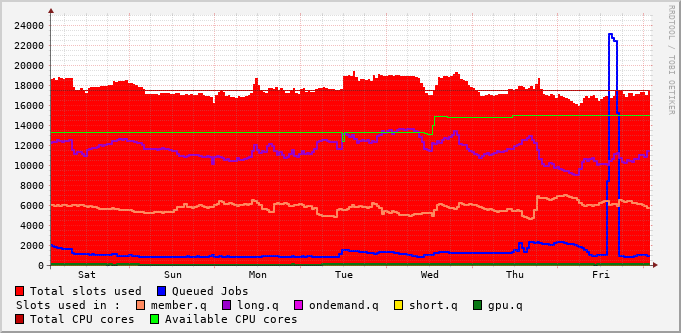 24000
22000
20000
18000
16000
14000
12000
10000
8000
6000
4000
2000
0
Sat Sun Mon Tue Wed Thu Fri
Total slots used Queued Jobs
Slots used in : member.q long.q ondemand.q short.q gpu.q
Total CPU cores Available CPU cores
RRDTOOL / TOBI OETIKER